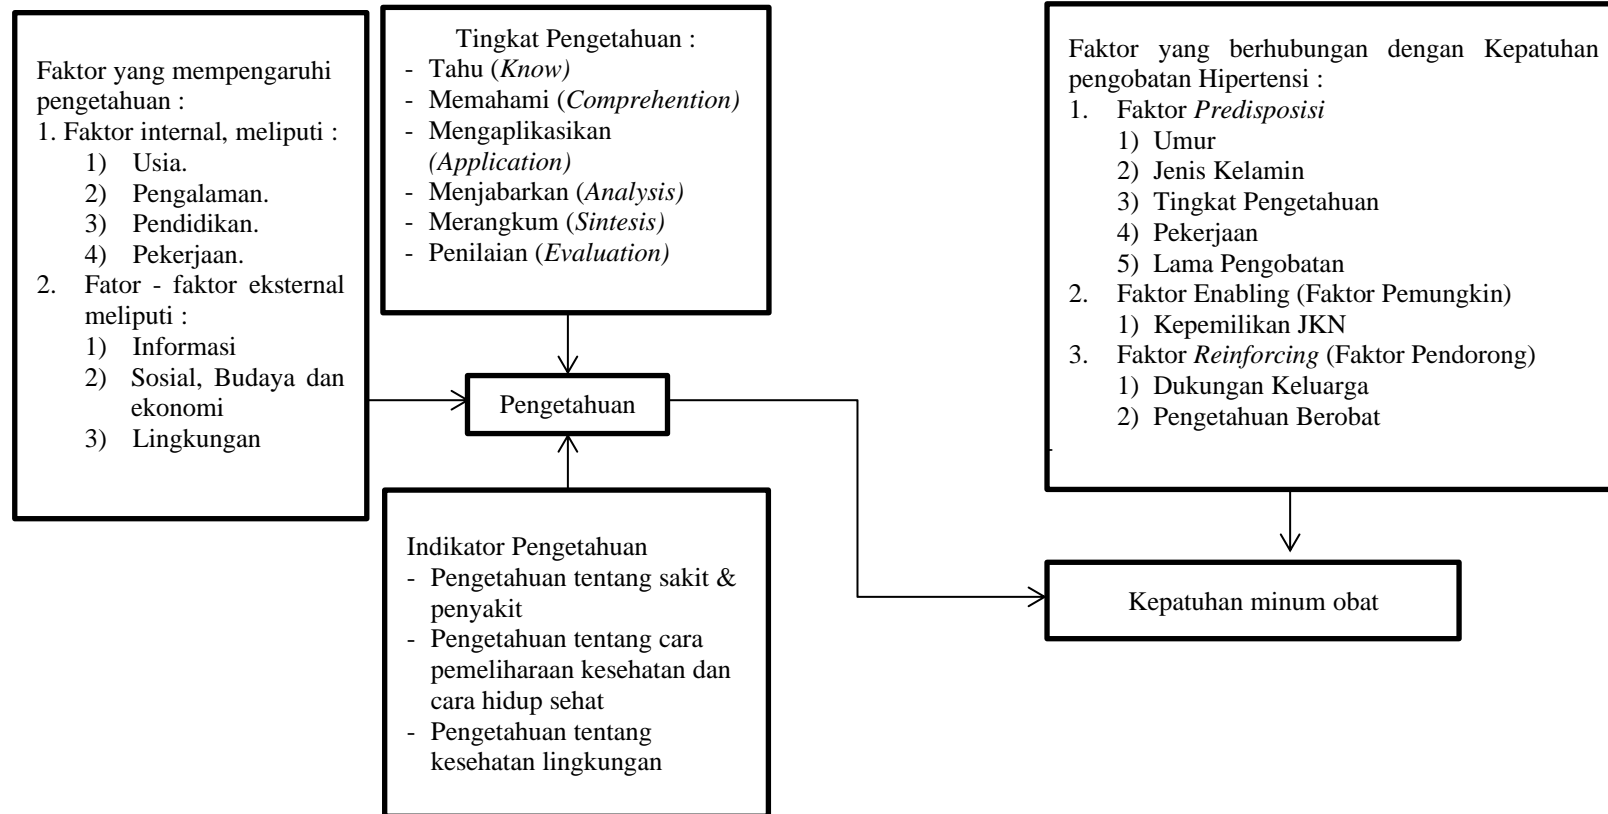 Faktor yang mempengaruhi
pengetahuan :
1. Faktor internal, meliputi :
1) Usia.
2) Pengalaman.
3) Pendidikan.
4) Pekerjaan.
2. Fator - faktor eksternal
meliputi :
1) Informasi
2) Sosial, Budaya dan
ekonomi
3) Lingkungan
Tingkat Pengetahuan :
- Tahu (Know)
- Memahami (Comprehention)
- Mengaplikasikan
(Application)
- Menjabarkan (Analysis)
- Merangkum (Sintesis)
- Penilaian (Evaluation)
Pengetahuan
Indikator Pengetahuan
- Pengetahuan tentang sakit &
penyakit
- Pengetahuan tentang cara
pemeliharaan kesehatan dan
cara hidup sehat
- Pengetahuan tentang
kesehatan lingkungan
Faktor yang berhubungan dengan Kepatuhan
pengobatan Hipertensi :
1. Faktor Predisposisi
1) Umur
2) Jenis Kelamin
3) Tingkat Pengetahuan
4) Pekerjaan
5) Lama Pengobatan
2. Faktor Enabling (Faktor Pemungkin)
1) Kepemilikan JKN
3. Faktor Reinforcing (Faktor Pendorong)
1) Dukungan Keluarga
2) Pengetahuan Berobat
-
Kepatuhan minum obat